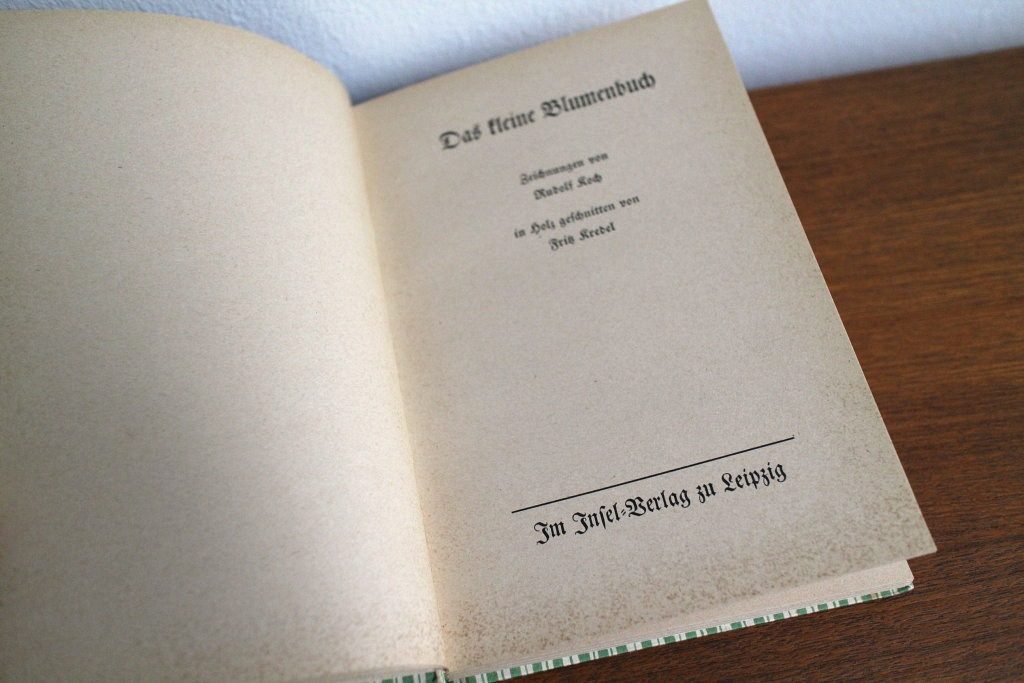 Das kleine Blumenbuch
Zeichnungen von
Rudolf Koch
in Holz geſchnitten von
Fritz Kredel
Im Inſel-Verlag zu Leipzig